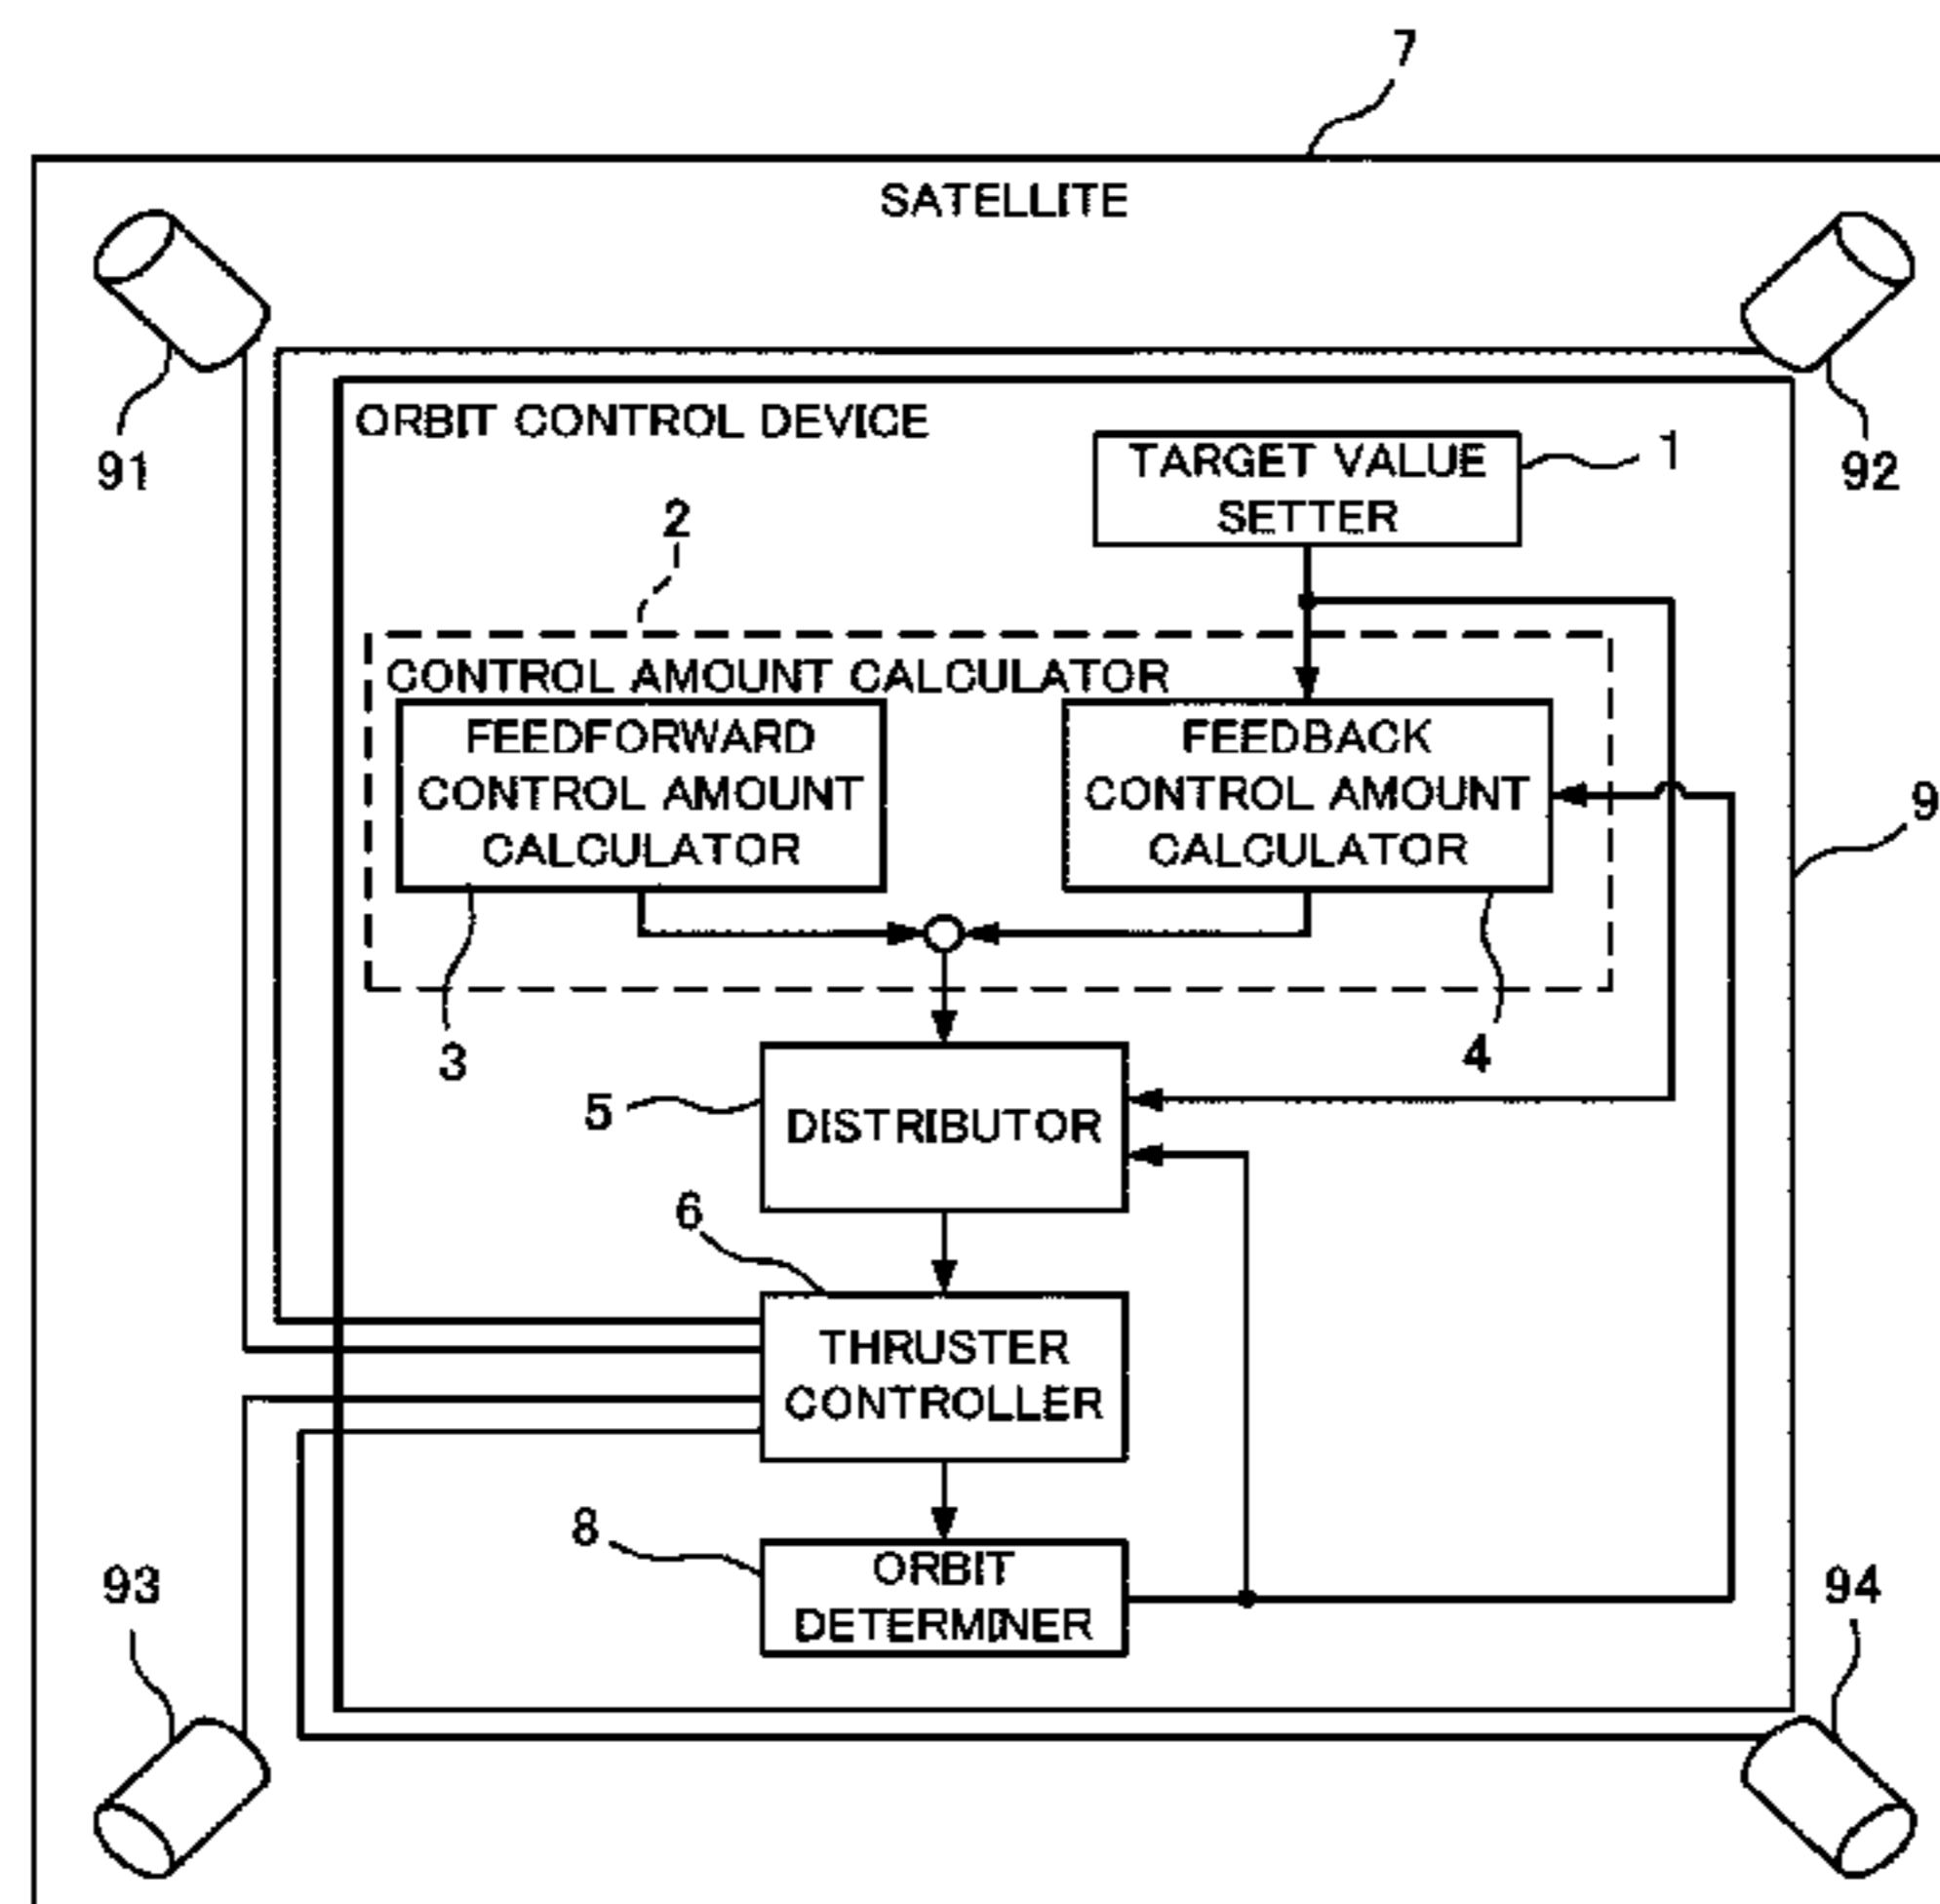 7
SATELLITE
91
92
ORBIT CONTROL DEVICE
TARGET VALUE
SETTER
1
2
CONTROL AMOUNT CALCULATOR
FEEDFORWARD
CONTROL AMOUNT
CALCULATOR
FEEDBACK
CONTROL AMOUNT
CALCULATOR
9
3
4
5
DISTRIBUTOR
6
THRUSTER
CONTROLLER
8
ORBIT
DETERMINER
93
94